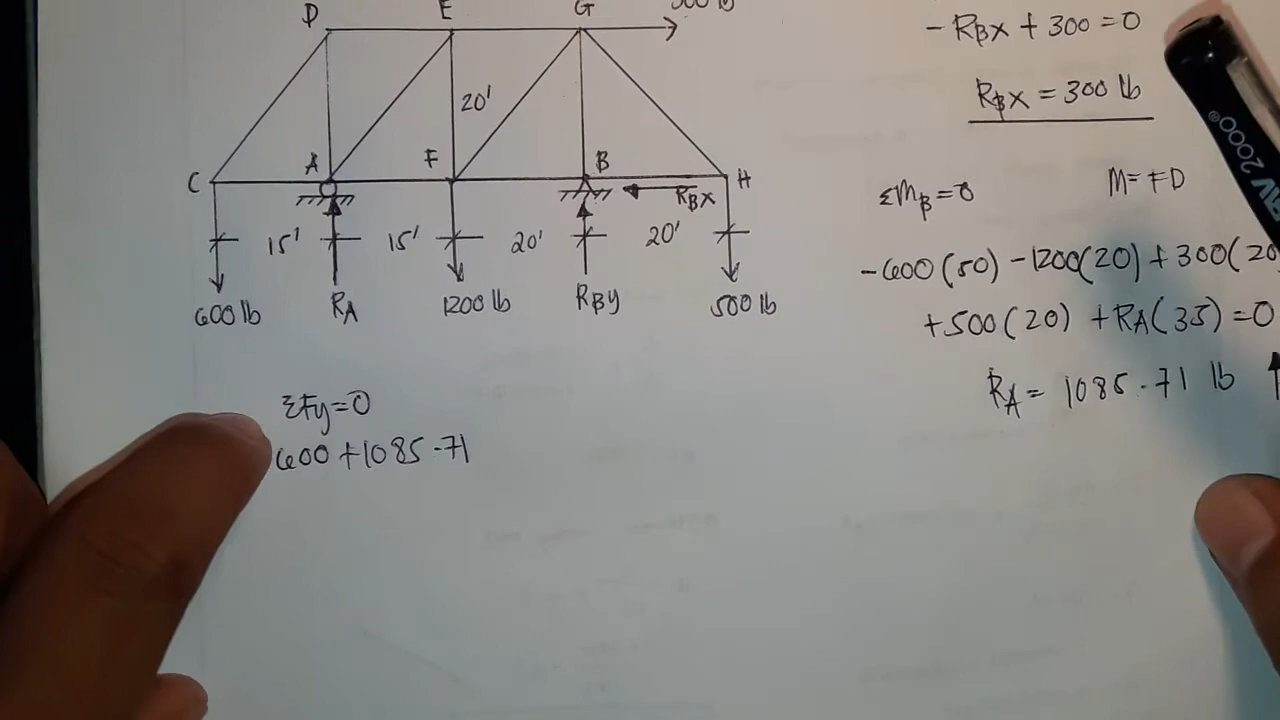 D E G
- RBX + 300 = 0
RBX = 300 lb
20'
C A F B H
RBX
ΣMB = 0 M = FD
15' 15' 20' 20'
-600 (50) - 1200(20) + 300(20
600 lb RA 1200 lb RBY 500 lb
+500 (20) + RA(35) = 0
RA = 1085.71 lb ↑
ΣFy = 0
600 + 1085.71
2000®